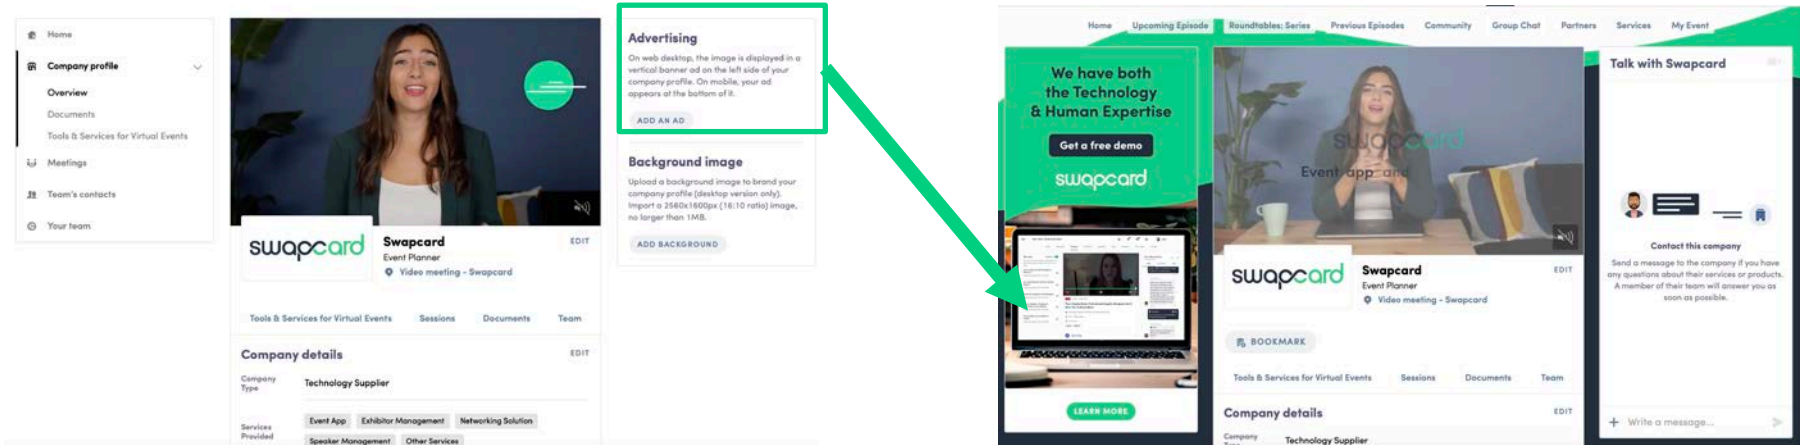 Home
Company profile
Overview
Documents
Tools & Services for Virtual Events
Meetings
Team's contacts
Your team
swapcard
Swapcard
EDIT
Event Planner
Video meeting - Swapcard
Tools & Services for Virtual Events
Sessions
Documents
Team
Company details
EDIT
Company
Type
Technology Supplier
Services
Provided
Event App
Exhibitor Management
Networking Solution
Speaker Management
Other Services
Advertising
On web desktop, the image is displayed in a
vertical banner ad on the left side of your
company profile. On mobile, your ad
appears at the bottom of it.
ADD AN AD
Background image
Upload a background image to brand your
company profile (desktop version only).
Import a 2560x1600px (16:10 ratio) image,
no larger than 1MB.
ADD BACKGROUND
Home
Upcoming Episode
Roundtables: Series
Previous Episodes
Community
Group Chat
Partners
Services
My Event
We have both
the Technology
& Human Expertise
Get a free demo
swapcard
LEARN MORE
swapcard
Event app and
swapcard
Swapcard
EDIT
Event Planner
Video meeting - Swapcard
BOOKMARK
Tools & Services for Virtual Events
Sessions
Documents
Team
Company details
EDIT
Company
Technology Supplier
Talk with Swapcard
Contact this company
Send a message to the company if you have
any questions about their services or products.
A member of their team will answer you as
soon as possible.
Write a message...